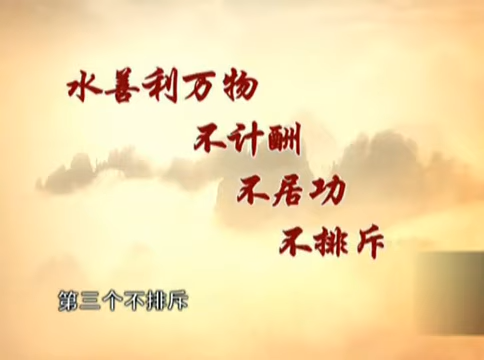 水善利万物
不计酬
不居功
不排斥
第三个不排斥